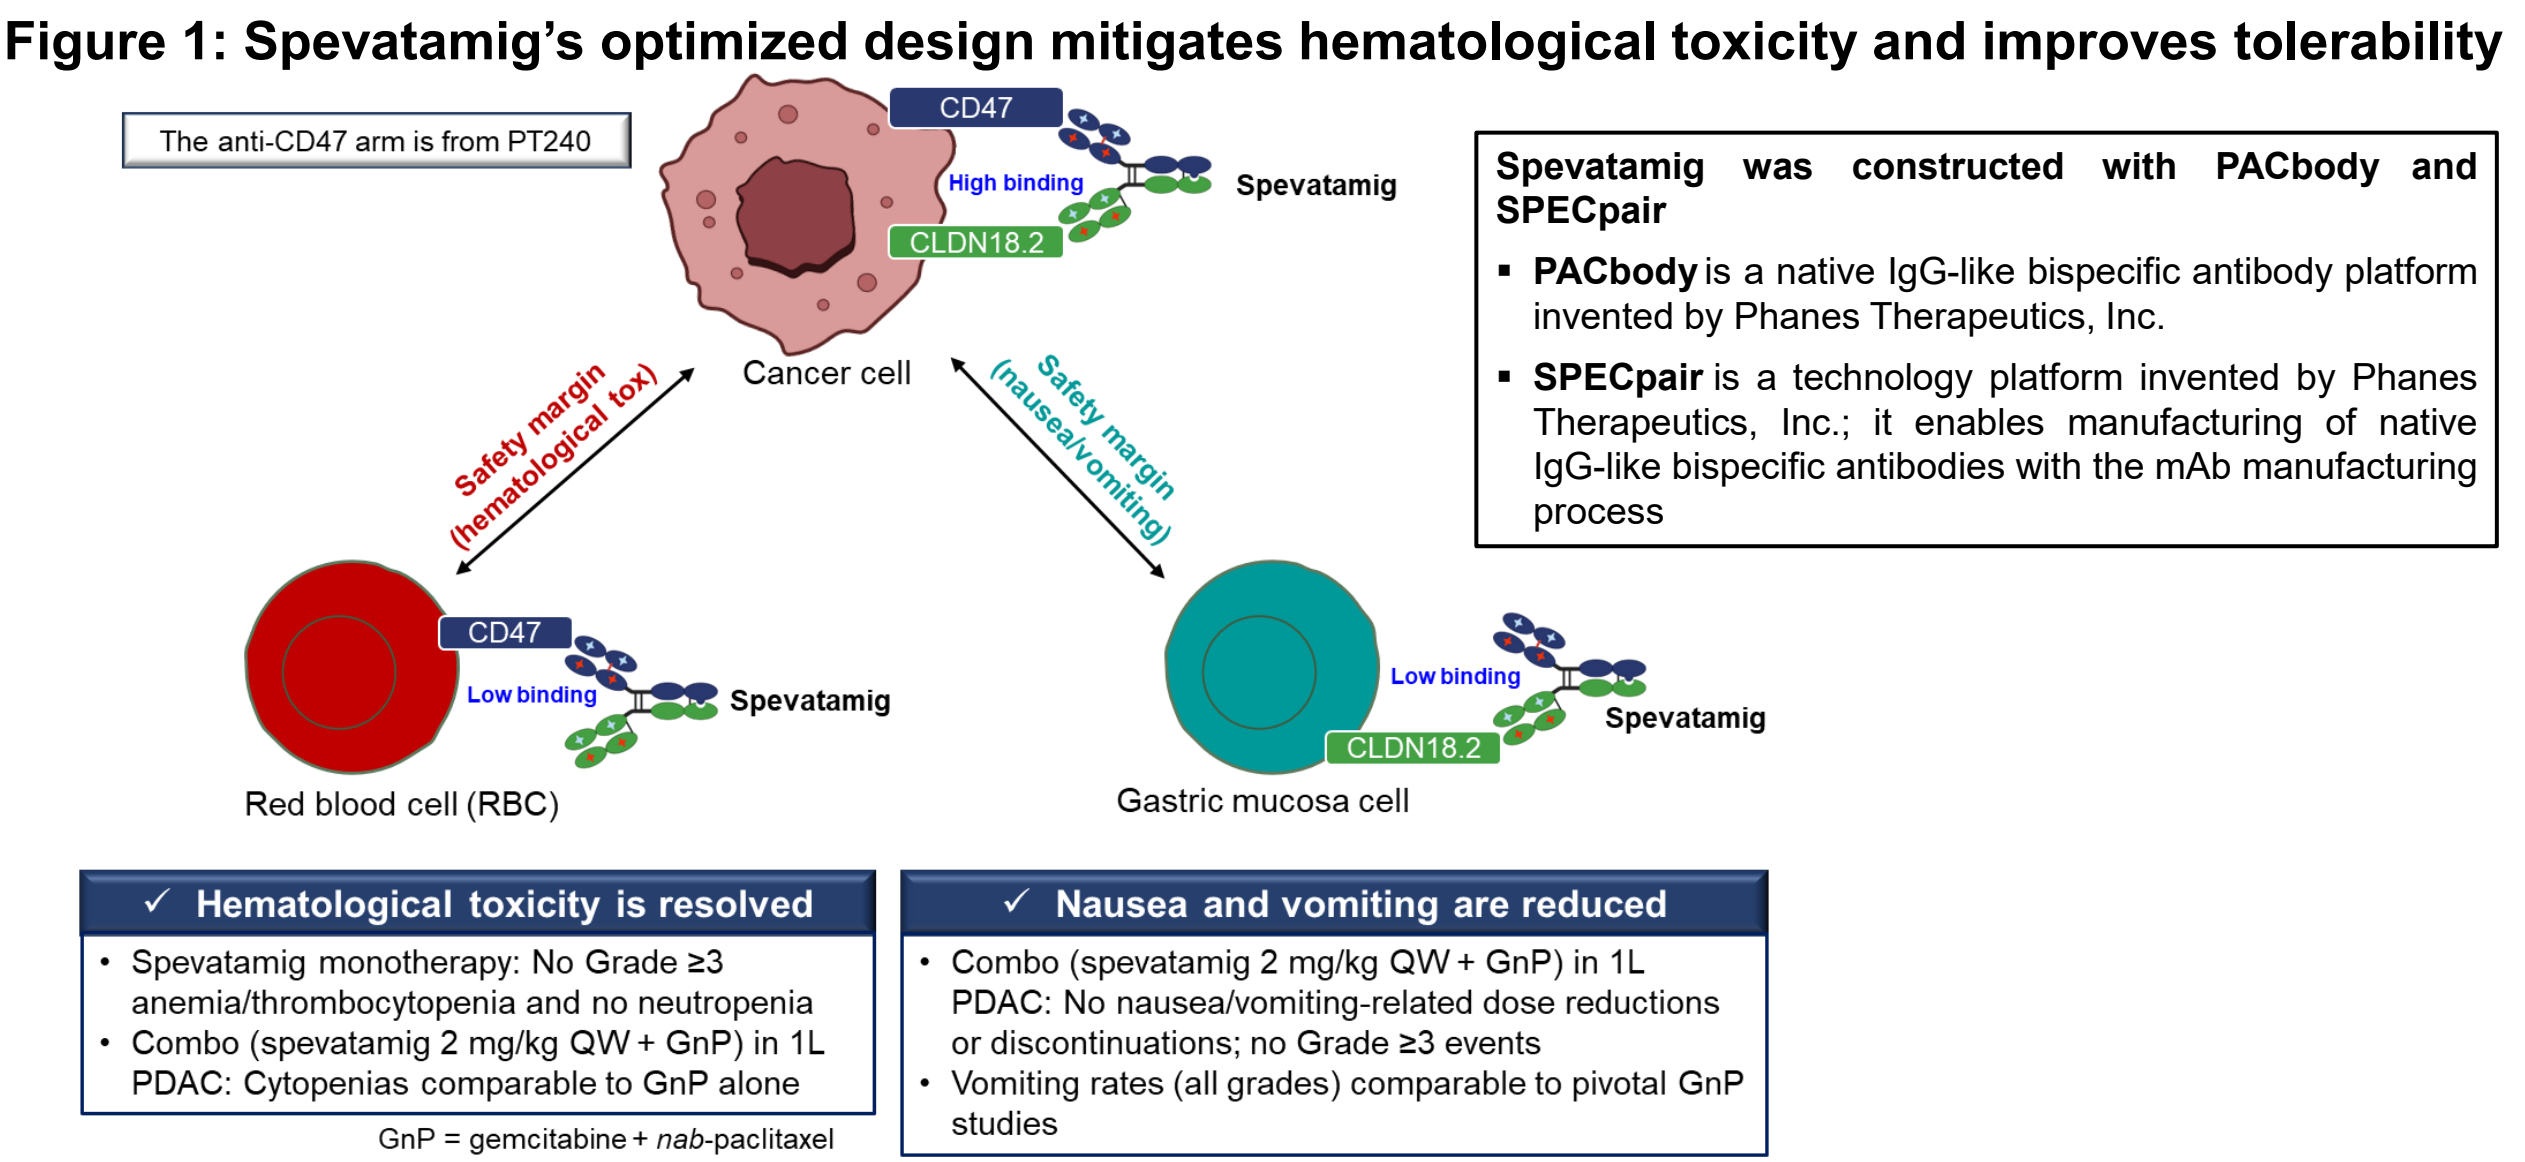 Figure 1: Spevatamig’s optimized design mitigates hematological toxicity and improves tolerability
The anti-CD47 arm is from PT240
CD47
High binding
CLDN18.2
Spevatamig
Cancer cell
Safety margin
(hematological tox)
Safety margin
(nausea/vomiting)
CD47
Low binding
Spevatamig
Red blood cell (RBC)
Low binding
Spevatamig
CLDN18.2
Gastric mucosa cell
Spevatamig was constructed with PACbody and
SPECpair
▪ PACbody is a native IgG-like bispecific antibody platform
invented by Phanes Therapeutics, Inc.
▪ SPECpair is a technology platform invented by Phanes
Therapeutics, Inc.; it enables manufacturing of native
IgG-like bispecific antibodies with the mAb manufacturing
process
✓ Hematological toxicity is resolved
• Spevatamig monotherapy: No Grade ≥3
anemia/thrombocytopenia and no neutropenia
• Combo (spevatamig 2 mg/kg QW + GnP) in 1L
PDAC: Cytopenias comparable to GnP alone
GnP = gemcitabine + nab-paclitaxel
✓ Nausea and vomiting are reduced
• Combo (spevatamig 2 mg/kg QW + GnP) in 1L
PDAC: No nausea/vomiting-related dose reductions
or discontinuations; no Grade ≥3 events
• Vomiting rates (all grades) comparable to pivotal GnP
studies